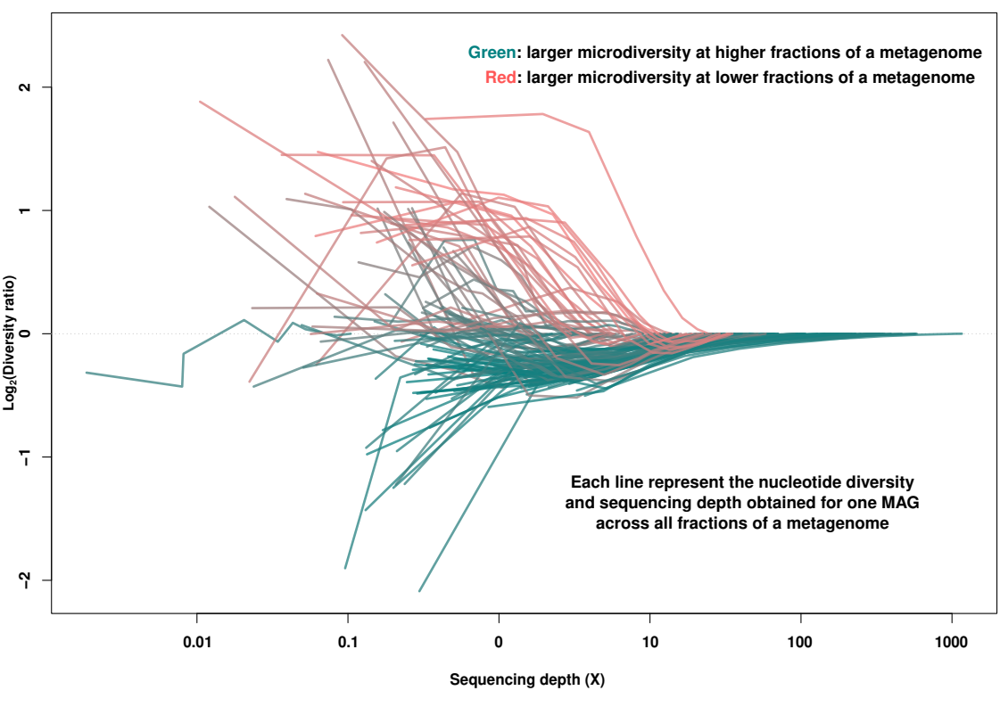 Green: larger microdiversity at higher fractions of a metagenome
Red: larger microdiversity at lower fractions of a metagenome
2
1
0
−1
−2
Log2(Diversity ratio)
Each line represent the nucleotide diversity
and sequencing depth obtained for one MAG
across all fractions of a metagenome
0.01 0.1 0 10 100 1000
Sequencing depth (X)